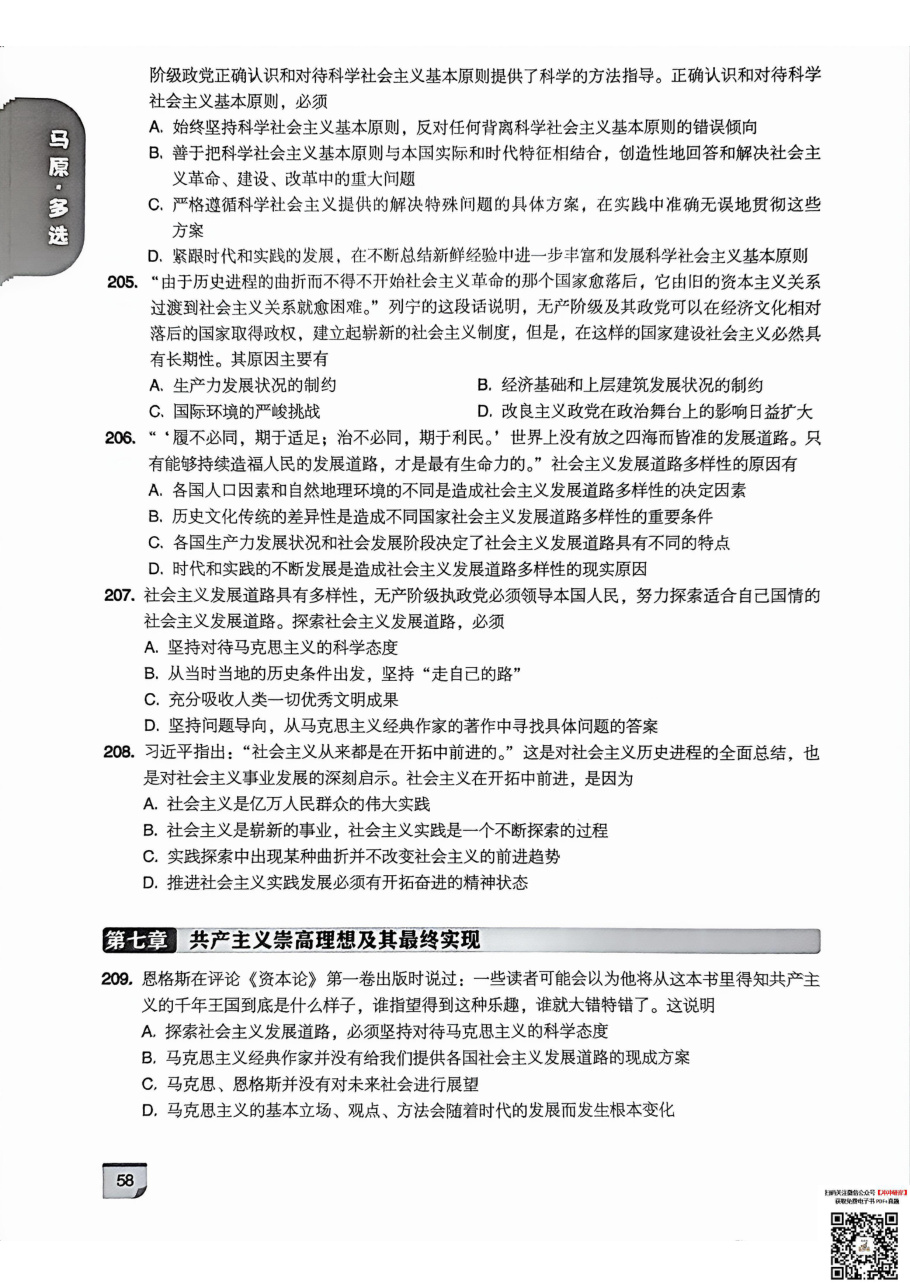 马原·多选
阶级政党正确认识和对待科学社会主义基本原则提供了科学的方法指导。正确认识和对待科学
社会主义基本原则，必须
A. 始终坚持科学社会主义基本原则，反对任何背离科学社会主义基本原则的错误倾向
B. 善于把科学社会主义基本原则与本国实际和时代特征相结合，创造性地回答和解决社会主
义革命、建设、改革中的重大问题
C. 严格遵循科学社会主义提供的解决特殊问题的具体方案，在实践中准确无误地贯彻这些
方案
D. 紧跟时代和实践的发展，在不断总结新鲜经验中进一步丰富和发展科学社会主义基本原则
205. “由于历史进程的曲折而不得不开始社会主义革命的那个国家愈落后，它由旧的资本主义关系
过渡到社会主义关系就愈困难。”列宁的这段话说明，无产阶级及其政党可以在经济文化相对
落后的国家取得政权，建立起崭新的社会主义制度，但是，在这样的国家建设社会主义必然具
有长期性。其原因主要有
A. 生产力发展状况的制约 B. 经济基础和上层建筑发展状况的制约
C. 国际环境的严峻挑战 D. 改良主义政党在政治舞台上的影响日益扩大
206. “‘履不必同，期于适足；治不必同，期于利民。’世界上没有放之四海而皆准的发展道路。只
有能够持续造福人民的发展道路，才是最有生命力的。”社会主义发展道路多样性的原因有
A. 各国人口因素和自然地理环境的不同是造成社会主义发展道路多样性的决定因素
B. 历史文化传统的差异性是造成不同国家社会主义发展道路多样性的重要条件
C. 各国生产力发展状况和社会发展阶段决定了社会主义发展道路具有不同的特点
D. 时代和实践的不断发展是造成社会主义发展道路多样性的现实原因
207. 社会主义发展道路具有多样性，无产阶级执政党必须领导本国人民，努力探索适合自己国情的
社会主义发展道路。探索社会主义发展道路，必须
A. 坚持对待马克思主义的科学态度
B. 从当时当地的历史条件出发，坚持“走自己的路”
C. 充分吸收人类一切优秀文明成果
D. 坚持问题导向，从马克思主义经典作家的著作中寻找具体问题的答案
208. 习近平指出：“社会主义从来都是在开拓中前进的。”这是对社会主义历史进程的全面总结，也
是对社会主义事业发展的深刻启示。社会主义在开拓中前进，是因为
A. 社会主义是亿万人民群众的伟大实践
B. 社会主义是崭新的事业，社会主义实践是一个不断探索的过程
C. 实践探索中出现某种曲折并不改变社会主义的前进趋势
D. 推进社会主义实践发展必须有开拓奋进的精神状态
第七章 共产主义崇高理想及其最终实现
209. 恩格斯在评论《资本论》第一卷出版时说过：一些读者可能会以为他将从这本书里得知共产主
义的千年王国到底是什么样子，谁指望得到这种乐趣，谁就大错特错了。这说明
A. 探索社会主义发展道路，必须坚持对待马克思主义的科学态度
B. 马克思主义经典作家并没有给我们提供各国社会主义发展道路的现成方案
C. 马克思、恩格斯并没有对未来社会进行展望
D. 马克思主义的基本立场、观点、方法会随着时代的发展而发生根本变化
58
扫码关注微信公众号【冲冲研友】
获取免费电子书PDF+真题